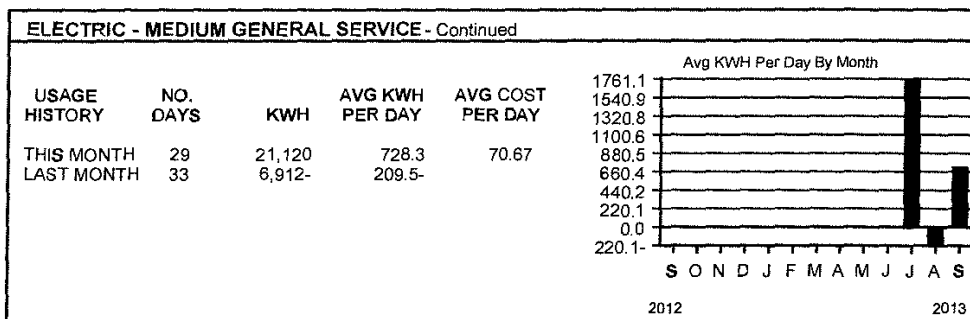 ELECTRIC - MEDIUM GENERAL SERVICE - Continued
USAGE HISTORY NO. DAYS KWH AVG KWH PER DAY AVG COST PER DAY
THIS MONTH 29 21,120 728.3 70.67
LAST MONTH 33 6,912- 209.5-
Avg KWH Per Day By Month
1761.1
1540.9
1320.8
1100.6
880.5
660.4
440.2
220.1
0.0
220.1-
S O N D J F M A M J J A S
2012 2013